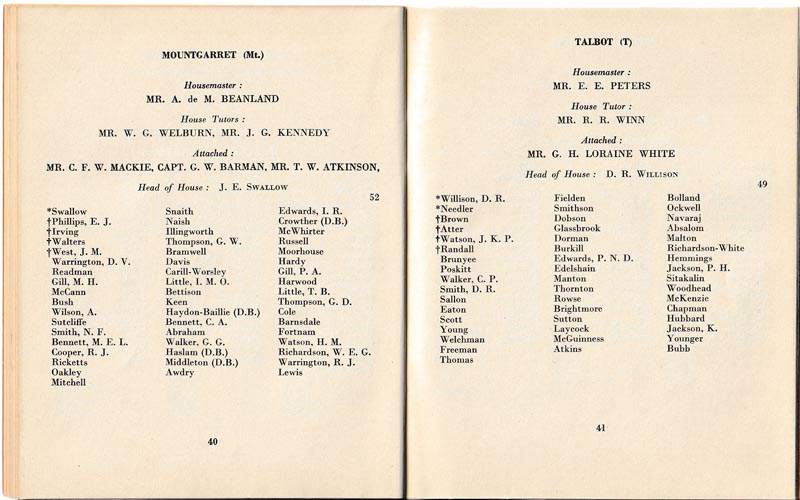 MOUNTGARRET (Mt.)
Housemaster :
MR. A. de M. BEANLAND
House Tutors :
MR. W. G. WELBURN, MR. J. G. KENNEDY
Attached :
MR. C. F. W. MACKIE, CAPT. G. W. BARMAN, MR. T. W. ATKINSON,
Head of House : J. E. SWALLOW
52
*Swallow
†Phillips, E. J.
†Irving
†Walters
†West, J. M.
Warrington, D. V.
Readman
Gill, M. H.
McCann
Bush
Wilson, A.
Sutcliffe
Smith, N. F.
Bennett, M. E. L.
Cooper, R. J.
Ricketts
Oakley
Mitchell
Snaith
Naish
Illingworth
Thompson, G. W.
Bramwell
Davis
Carill-Worsley
Little, I. M. O.
Bettison
Keen
Haydon-Baillie (D.B.)
Bennett, C. A.
Abraham
Walker, G. G.
Haslam (D.B.)
Middleton (D.B.)
Awdry
Edwards, I. R.
Crowther (D.B.)
McWhirter
Russell
Moorhouse
Hardy
Gill, P. A.
Harwood
Little, T. B.
Thompson, G. D.
Cole
Barnsdale
Fortnam
Watson, H. M.
Richardson, W. E. G.
Warrington, R. J.
Lewis
40
TALBOT (T)
Housemaster :
MR. E. E. PETERS
House Tutor :
MR. R. R. WINN
Attached :
MR. G. H. LORAINE WHITE
Head of House : D. R. WILLISON
49
*Willison, D. R.
*Needler
†Brown
†Atter
†Watson, J. K. P.
†Randall
Brunyee
Poskitt
Walker, C. P.
Smith, D. R.
Sallon
Eaton
Scott
Young
Welchman
Freeman
Thomas
Fielden
Smithson
Dobson
Glassbrook
Dorman
Burkill
Edwards, P. N. D.
Edelshain
Manton
Thornton
Rowse
Brightmore
Sutton
Laycock
McGuinness
Atkins
Bolland
Ockwell
Navaraj
Absalom
Malton
Richardson-White
Hemmings
Jackson, P. H.
Sitakalin
Woodhead
McKenzie
Chapman
Hubbard
Jackson, K.
Younger
Bubb
41